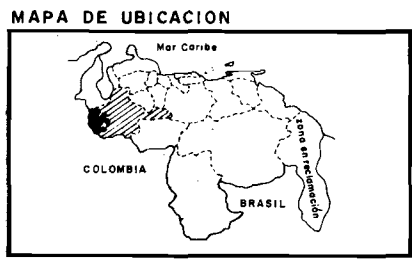 MAPA DE UBICACION
Mar Caribe
zona en reclamación
COLOMBIA
BRASIL